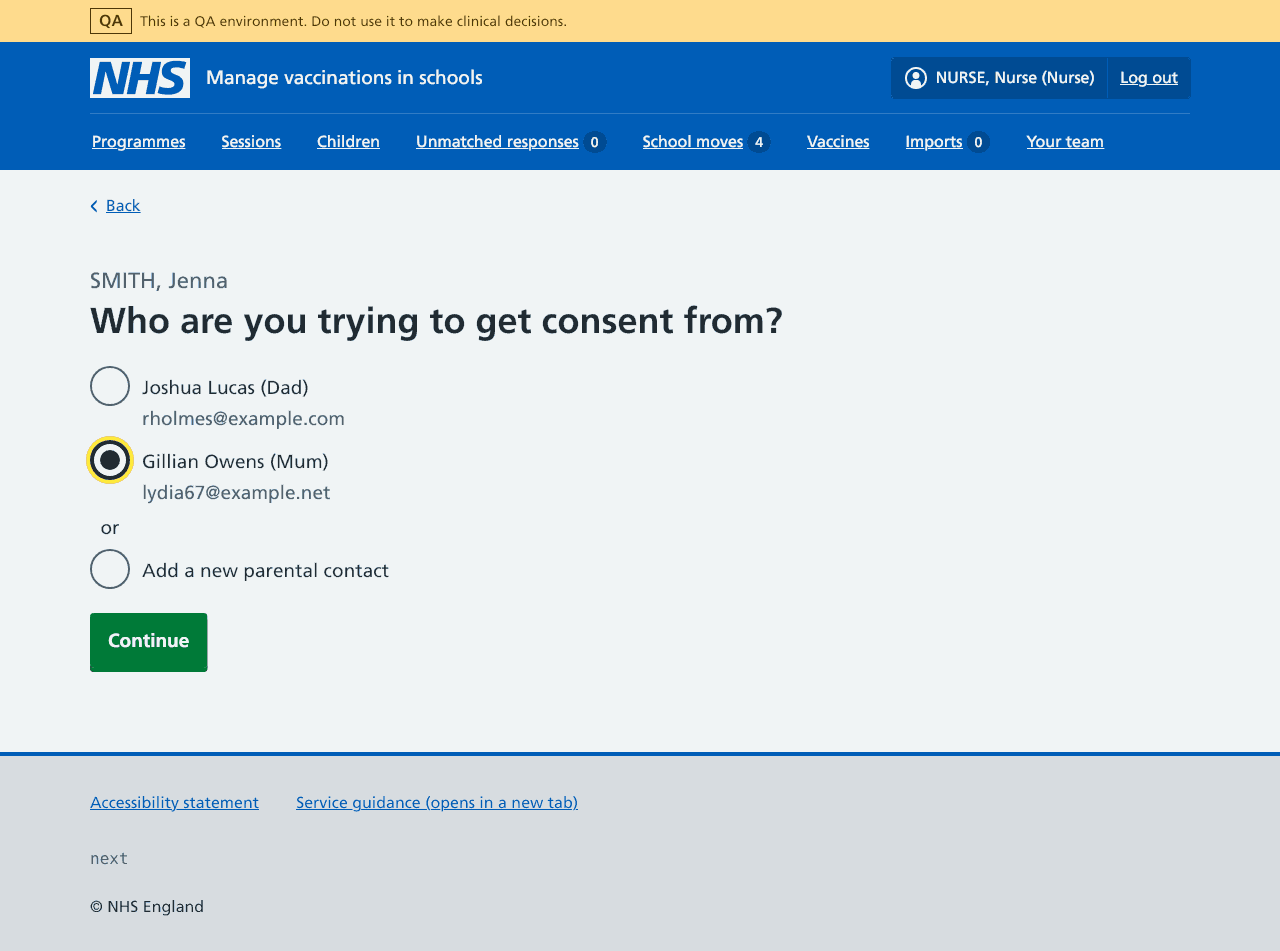 QA This is a QA environment. Do not use it to make clinical decisions.
NHS Manage vaccinations in schools NURSE, Nurse (Nurse) Log out
Programmes Sessions Children Unmatched responses 0 School moves 4 Vaccines Imports 0 Your team
Back
SMITH, Jenna
Who are you trying to get consent from?
Joshua Lucas (Dad)
rholmes@example.com
Gillian Owens (Mum)
lydia67@example.net
or
Add a new parental contact
Continue
Accessibility statement Service guidance (opens in a new tab)
next
© NHS England